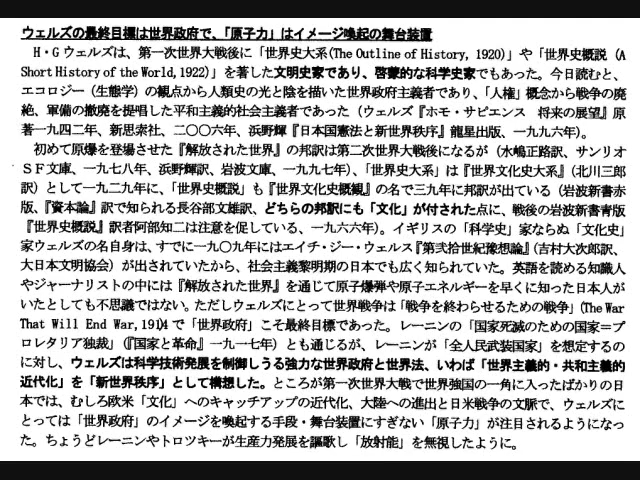 ウェルズの最終目標は世界政府で、「原子力」はイメージ喚起の舞台装置
H・Gウェルズは、第一次世界大戦後に「世界史大系(The Outline of History, 1920)」や「世界史概説(A
Short History of the World,1922)」を著した文明史家であり、啓蒙的な科学史家でもあった。今日読むと、
エコロジー(生態学)の観点から人類史の光と陰を描いた世界政府主義者であり、「人権」概念から戦争の廃
絶、軍備の撤廃を提唱した平和主義的社会主義者であった(ウェルズ『ホモ・サピエンス 将来の展望』原
著一九四二年、新思索社、二〇〇六年、浜野輝『日本国憲法と新世界秩序』龍星出版、一九九六年)。
初めて原爆を登場させた『解放された世界』の邦訳は第二次世界大戦後になるが(水嶋正路訳、サンリオ
SF文庫、一九七八年、浜野輝訳、岩波文庫、一九九七年)、「世界史大系」は『世界文化史大系』(北川三郎
訳)として一九二九年に、「世界史概説」も『世界文化史概観』の名で三九年に邦訳が出ている(岩波新書赤
版、『資本論』訳で知られる長谷部文雄訳、どちらの邦訳にも「文化」が付された点に、戦後の岩波新書青版
『世界史概説』訳者阿部知二は注意を促している、一九六六年)。イギリスの「科学史」家ならぬ「文化史」
家ウェルズの名自身は、すでに一九〇九年にはエイチ・ジー・ウェルス『第弐拾世紀豫想論』(吉村大次郎訳、
大日本文明協会)が出されていたから、社会主義黎明期の日本でも広く知られていた。英語を読める知識人
やジャーナリストの中には『解放された世界』を通じて原子爆弾や原子エネルギーを早くに知った日本人が
いたとしても不思議ではない。ただしウェルズにとって世界戦争は「戦争を終わらせるための戦争」(The War
That Will End War,1914で「世界政府」こそ最終目標であった。レーニンの「国家死滅のための国家＝プ
ロレタリア独裁」(『国家と革命』一九一七年)とも通じるが、レーニンが「全人民武装国家」を想定するの
に対し、ウェルズは科学技術発展を制御しうる強力な世界政府と世界法、いわば「世界主義的・共和主義的
近代化」を「新世界秩序」として構想した。ところが第一次世界大戦で世界強国の一角に入ったばかりの日
本では、むしろ欧米「文化」へのキャッチアップの近代化、大陸への進出と日米戦争の文脈で、ウェルズに
とっては「世界政府」のイメージを喚起する手段・舞台装置にすぎない「原子力」が注目されるようになっ
た。ちょうどレーニンやトロツキーが生産力発展を謳歌し「放射能」を無視したように。